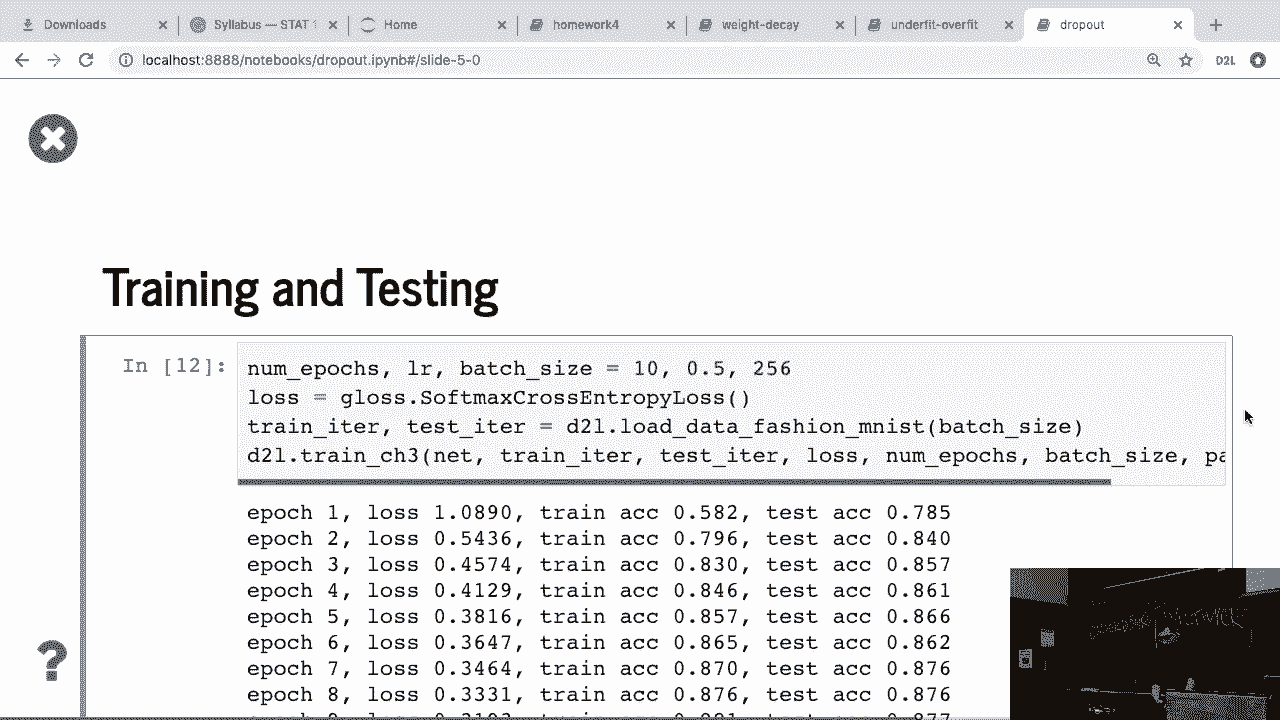 Downloads
Syllabus — STAT 1
Home
homework4
weight-decay
underfit-overfit
dropout
localhost:8888/notebooks/dropout.ipynb#/slide-5-0
D2L
Training and Testing
In [12]:
num_epochs, lr, batch_size = 10, 0.5, 256
loss = gloss.SoftmaxCrossEntropyLoss()
train_iter, test_iter = d2l.load_data_fashion_mnist(batch_size)
d2l.train_ch3(net, train_iter, test_iter, loss, num_epochs, batch_size, pa
epoch 1, loss 1.0890, train acc 0.582, test acc 0.785
epoch 2, loss 0.5436, train acc 0.796, test acc 0.840
epoch 3, loss 0.4574, train acc 0.830, test acc 0.857
epoch 4, loss 0.4129, train acc 0.846, test acc 0.861
epoch 5, loss 0.3816, train acc 0.857, test acc 0.866
epoch 6, loss 0.3647, train acc 0.865, test acc 0.862
epoch 7, loss 0.3464, train acc 0.870, test acc 0.876
epoch 8, loss 0.3331, train acc 0.876, test acc 0.876
?